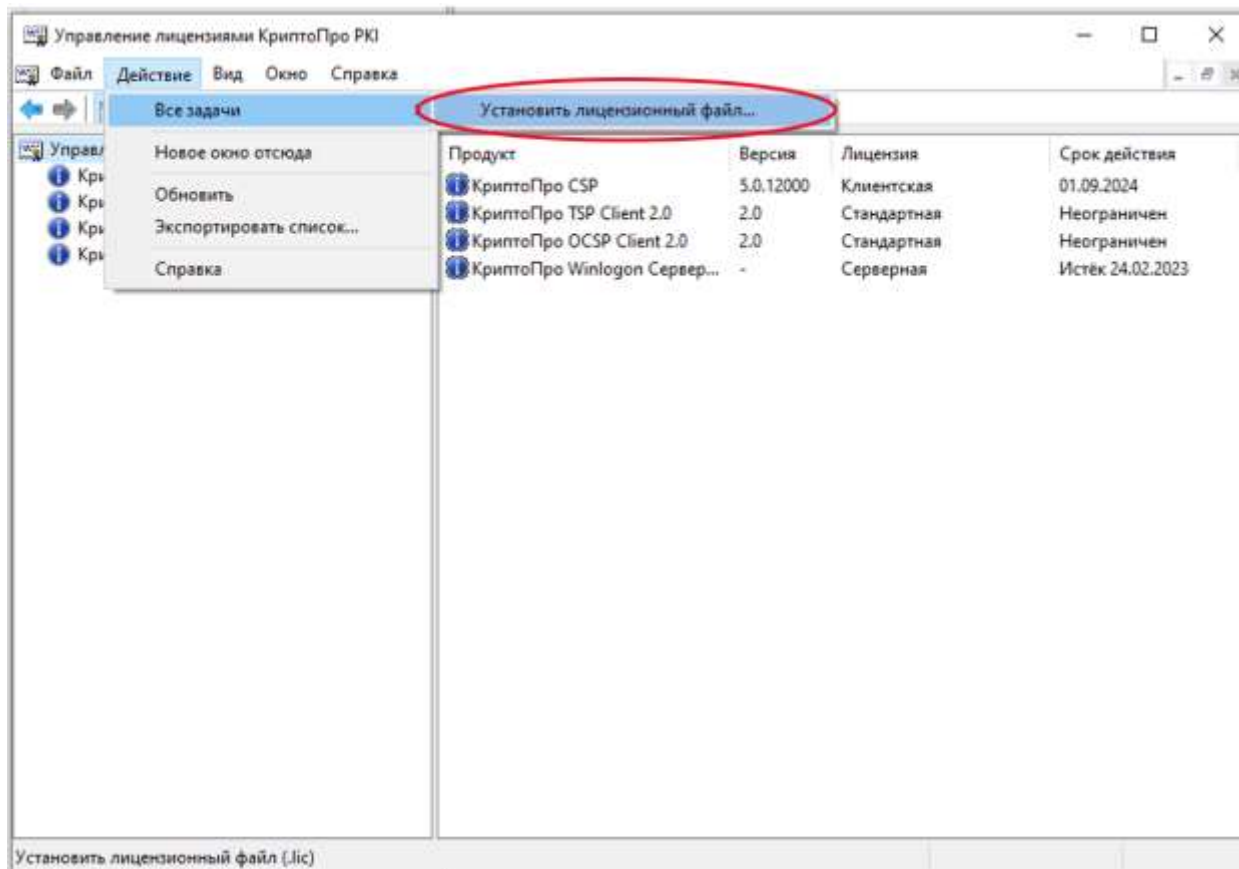 Управление лицензиями КриптоПро PKI
Файл Действие Вид Окно Справка
Все задачи
Установить лицензионный файл...
Новое окно отсюда
Обновить
Экспортировать список...
Справка
Продукт Версия Лицензия Срок действия
КриптоПро CSP 5.0.12000 Клиентская 01.09.2024
КриптоПро TSP Client 2.0 2.0 Стандартная Неограничен
КриптоПро OCSP Client 2.0 2.0 Стандартная Неограничен
КриптоПро Winlogon Сервер... - Серверная Истёк 24.02.2023
Установить лицензионный файл (.lic)